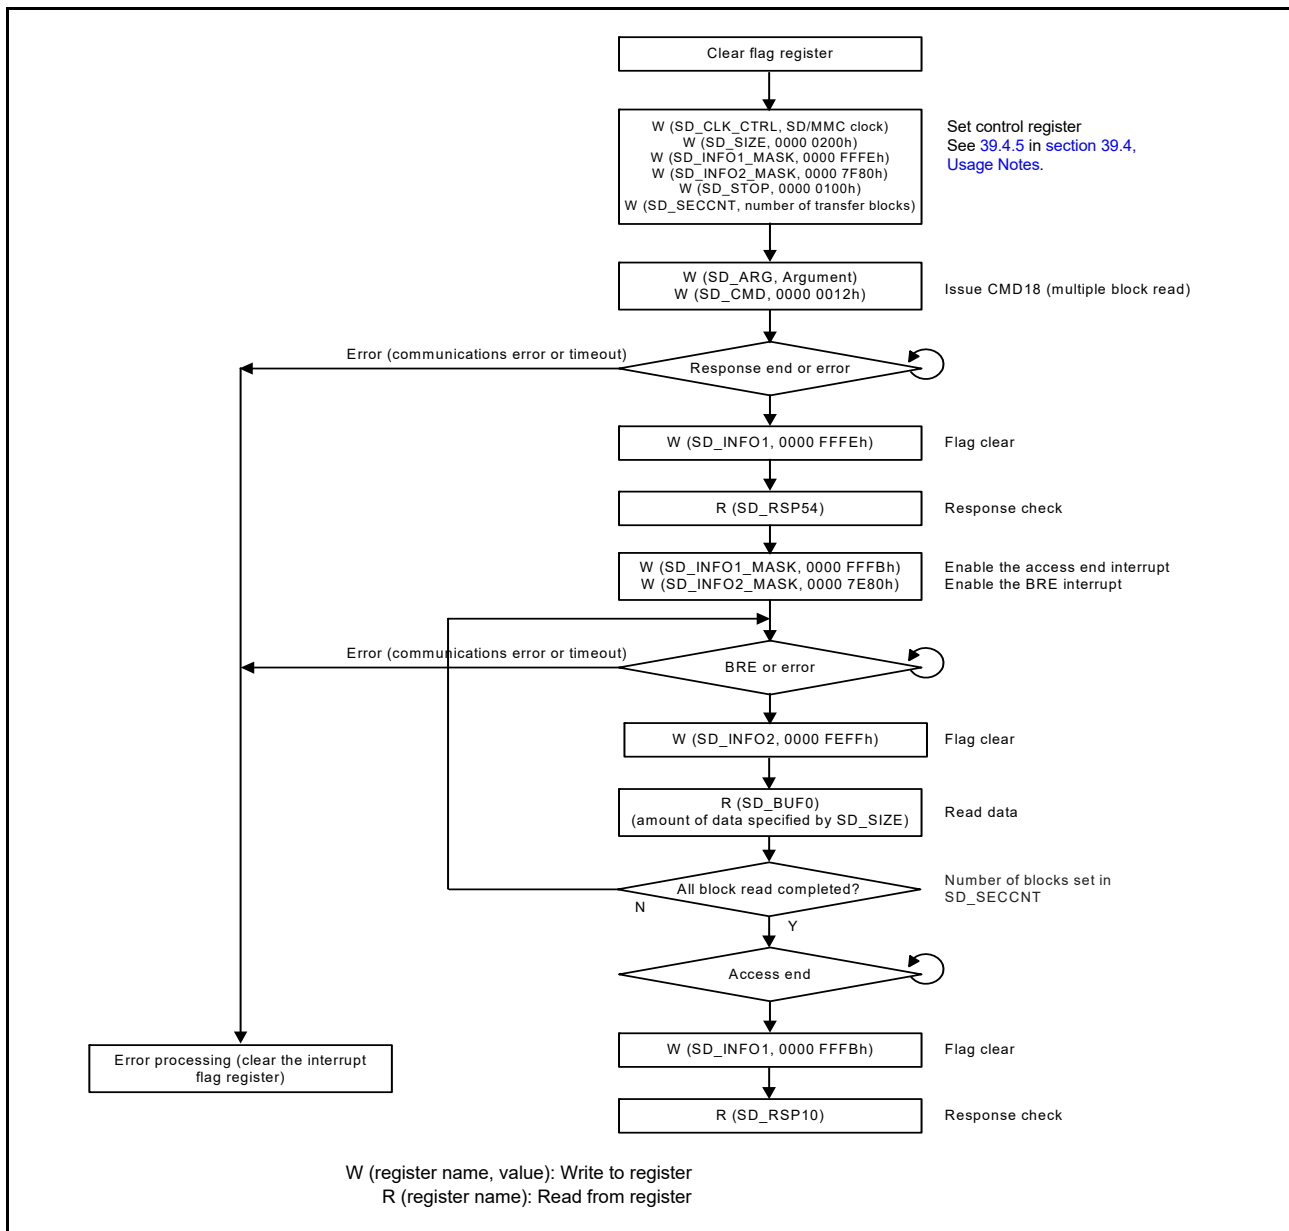 Clear flag register
W (SD_CLK_CTRL, SD/MMC clock)
W (SD_SIZE, 0000 0200h)
W (SD_INFO1_MASK, 0000 FFFEh)
W (SD_INFO2_MASK, 0000 7F80h)
W (SD_STOP, 0000 0100h)
W (SD_SECCNT, number of transfer blocks)
Set control register
See 39.4.5 in section 39.4,
Usage Notes.
W (SD_ARG, Argument)
W (SD_CMD, 0000 0012h)
Issue CMD18 (multiple block read)
Error (communications error or timeout)
Response end or error
W (SD_INFO1, 0000 FFFEh)
Flag clear
R (SD_RSP54)
Response check
W (SD_INFO1_MASK, 0000 FFFBh)
W (SD_INFO2_MASK, 0000 7E80h)
Enable the access end interrupt
Enable the BRE interrupt
Error (communications error or timeout)
BRE or error
W (SD_INFO2, 0000 FEFFh)
Flag clear
R (SD_BUF0)
(amount of data specified by SD_SIZE)
Read data
All block read completed?
Number of blocks set in
SD_SECCNT
N
Y
Access end
W (SD_INFO1, 0000 FFFBh)
Flag clear
Error processing (clear the interrupt
flag register)
R (SD_RSP10)
Response check
W (register name, value): Write to register
R (register name): Read from register